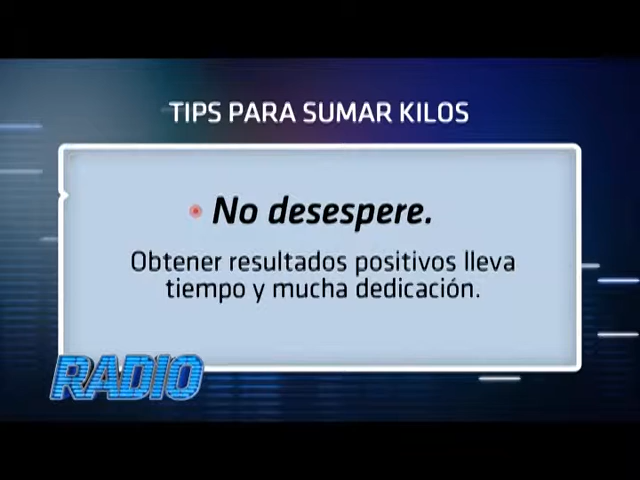 TIPS PARA SUMAR KILOS
• No desespere.
Obtener resultados positivos lleva
tiempo y mucha dedicación.
RADIO